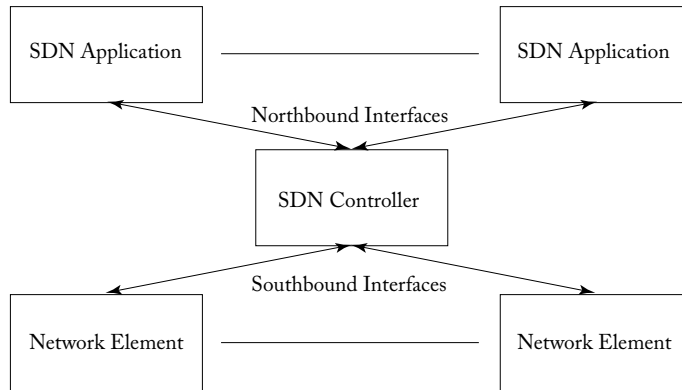 SDN Application
SDN Application
Northbound Interfaces
SDN Controller
Southbound Interfaces
Network Element
Network Element